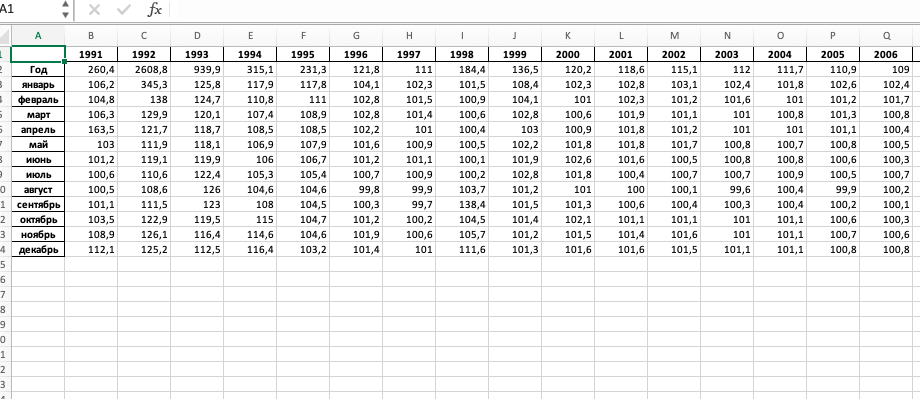 A1 fx
A B C D E F G H I J K L M N O P Q
1991 1992 1993 1994 1995 1996 1997 1998 1999 2000 2001 2002 2003 2004 2005 2006
2 Год 260,4 2608,8 939,9 315,1 231,3 121,8 111 184,4 136,5 120,2 118,6 115,1 112 111,7 110,9 109
3 январь 106,2 345,3 125,8 117,9 117,8 104,1 102,3 101,5 108,4 102,3 102,8 103,1 102,4 101,8 102,6 102,4
4 февраль 104,8 138 124,7 110,8 111 102,8 101,5 100,9 104,1 101 102,3 101,2 101,6 101 101,2 101,7
5 март 106,3 129,9 120,1 107,4 108,9 102,8 101,4 100,6 102,8 100,6 101,9 101,1 101,1 100,8 101,3 100,8
6 апрель 163,5 121,7 118,7 108,5 108,5 102,2 101 100,4 103 100,9 101,8 101,2 101 101 101,1 100,4
7 май 103 111,9 118,1 106,9 107,9 101,6 100,9 100,5 102,2 101,8 101,8 101,7 100,8 100,7 100,8 100,5
8 июнь 101,2 119,1 119,9 106 106,7 101,2 101,1 100,1 101,9 102,6 101,6 100,5 100,8 100,8 100,6 100,3
9 июль 100,6 110,6 122,4 105,3 105,4 100,7 100,9 100,2 102,8 101,8 100,4 100,7 100,7 100,9 100,5 100,7
0 август 100,5 108,6 126 104,6 104,6 99,8 99,9 103,7 101,2 101 100 100,1 99,6 100,4 99,9 100,2
1 сентябрь 101,1 111,5 123 108 104,5 100,3 99,7 138,4 101,5 101,3 100,6 100,4 100,3 100,4 100,2 100,1
2 октябрь 103,5 122,9 119,5 115 104,7 101,2 100,2 104,5 101,4 102,1 101,1 101,1 101 101,1 100,6 100,3
3 ноябрь 108,9 126,1 116,4 114,6 104,6 101,9 100,6 105,7 101,2 101,5 101,4 101,6 101 101,1 100,7 100,6
4 декабрь 112,1 125,2 112,5 116,4 103,2 101,4 101 111,6 101,3 101,6 101,6 101,5 101,1 101,1 100,8 100,8
5
6
7
8
9
0
1
2
3